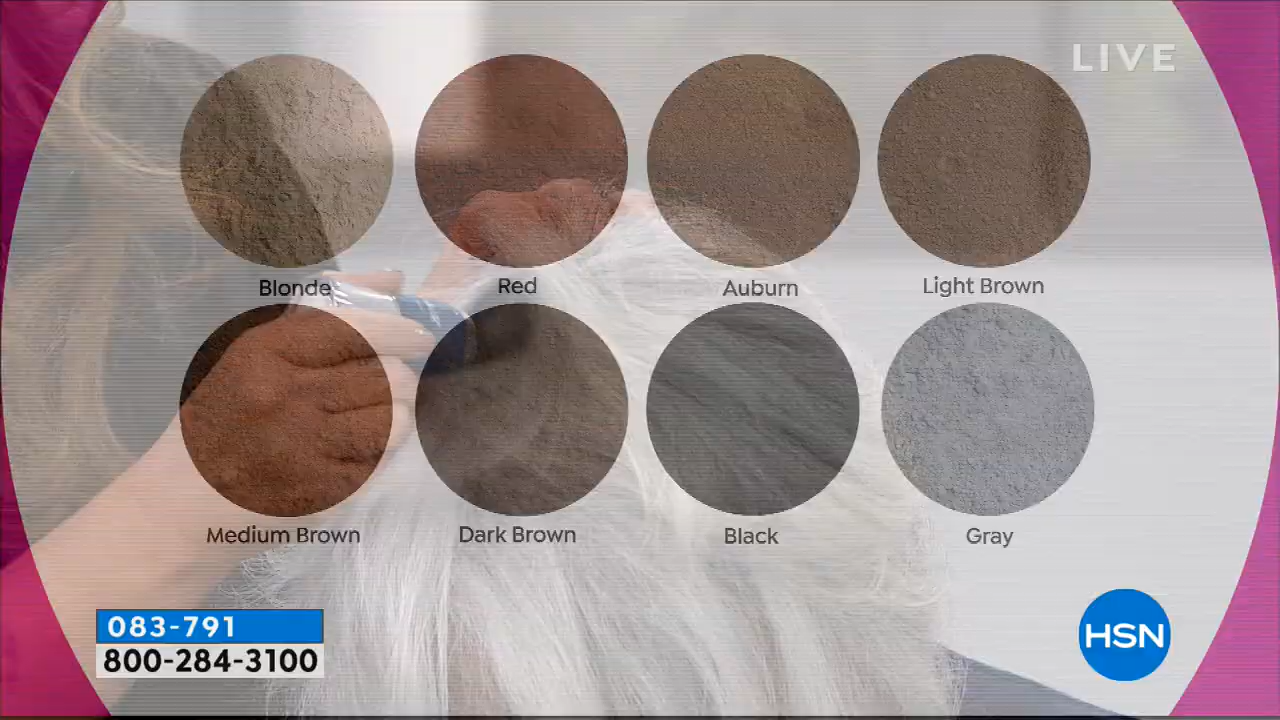 LIVE
Blonde
Red
Auburn
Light Brown
Medium Brown
Dark Brown
Black
Gray
083-791
800-284-3100
HSN